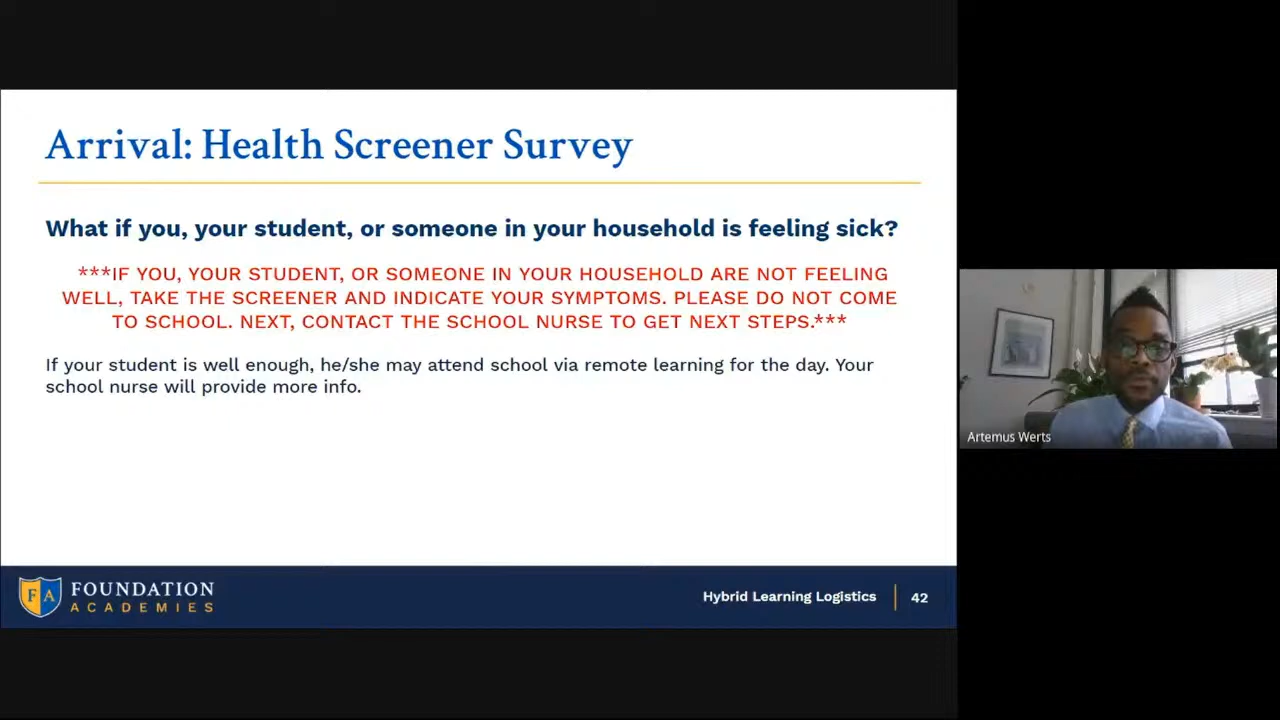 Arrival: Health Screener Survey
What if you, your student, or someone in your household is feeling sick?
***IF YOU, YOUR STUDENT, OR SOMEONE IN YOUR HOUSEHOLD ARE NOT FEELING
WELL, TAKE THE SCREENER AND INDICATE YOUR SYMPTOMS. PLEASE DO NOT COME
TO SCHOOL. NEXT, CONTACT THE SCHOOL NURSE TO GET NEXT STEPS.***
If your student is well enough, he/she may attend school via remote learning for the day. Your
school nurse will provide more info.
Artemus Werts
FA
FOUNDATION
ACADEMIES
Hybrid Learning Logistics
42